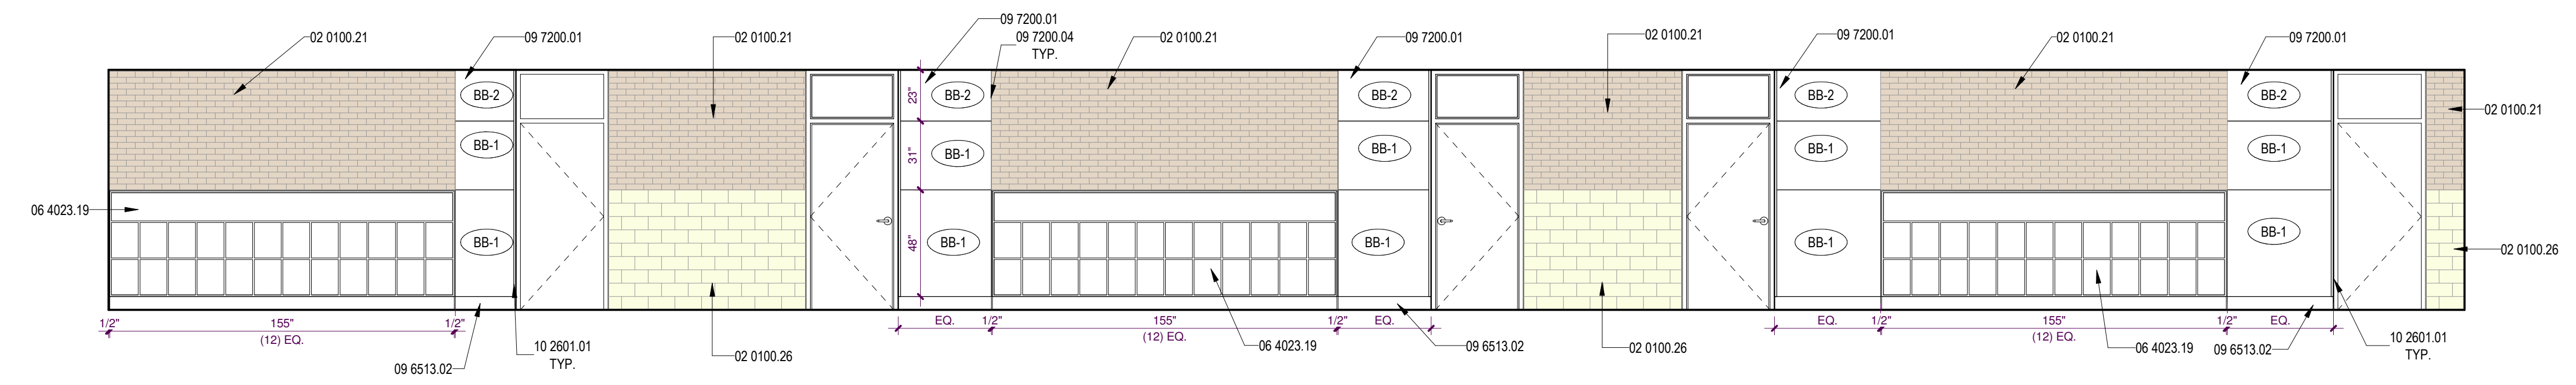 02 0100.21
09 7200.01
02 0100.21
09 7200.01
09 7200.04
TYP.
02 0100.21
09 7200.01
02 0100.21
09 7200.01
02 0100.21
09 7200.01
BB-2
23"
BB-2
BB-2
BB-2
BB-2
02 0100.21
BB-1
31"
BB-1
BB-1
BB-1
BB-1
06 4023.19
BB-1
48"
BB-1
BB-1
BB-1
BB-1
02 0100.26
1/2"
155"
(12) EQ.
1/2"
EQ.
1/2"
155"
(12) EQ.
1/2"
EQ.
EQ.
1/2"
155"
(12) EQ.
1/2"
EQ.
09 6513.02
10 2601.01
TYP.
02 0100.26
06 4023.19
09 6513.02
02 0100.26
06 4023.19
09 6513.02
10 2601.01
TYP.